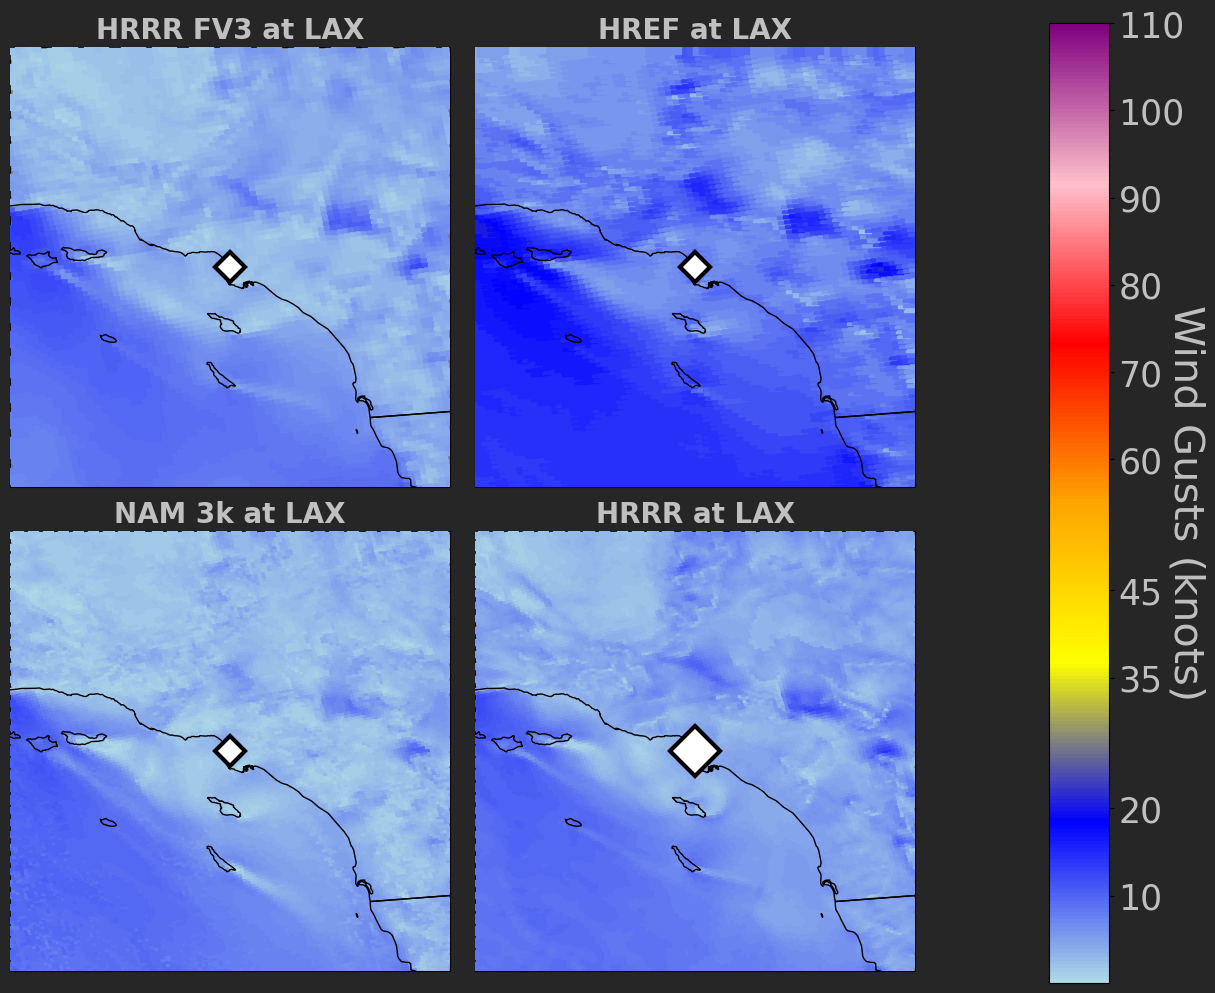 HRRR FV3 at LAX
HREF at LAX
NAM 3k at LAX
HRRR at LAX
110
100
90
80
70
60
45
35
20
10
Wind Gusts (knots)